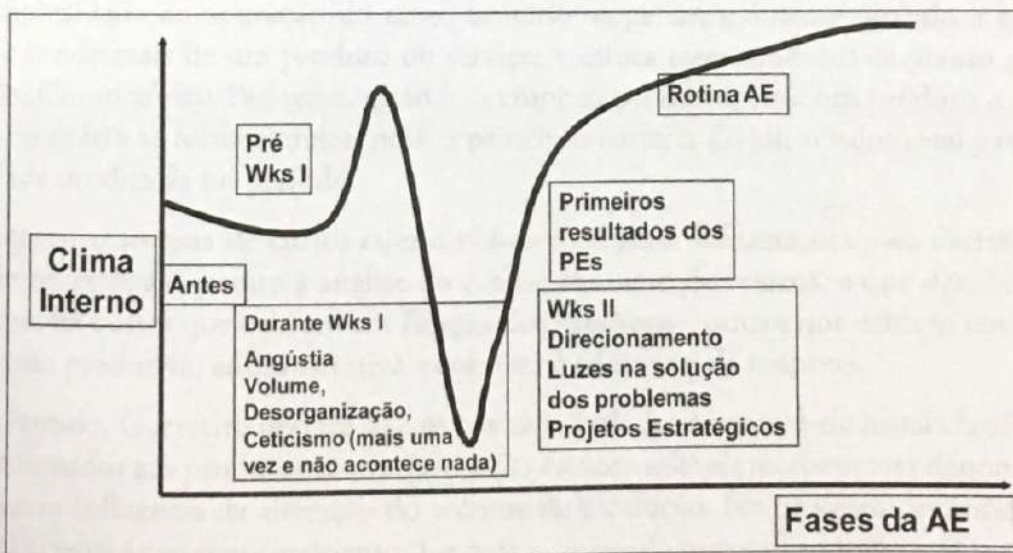 Pré
Wks I
Rotina AE
Primeiros
resultados dos
PEs
Clima
Interno
Antes
Durante Wks I
Angústia
Volume,
Desorganização,
Ceticismo (mais uma
vez e não acontece nada)
Wks II
Direcionamento
Luzes na solução
dos problemas
Projetos Estratégicos
Fases da AE